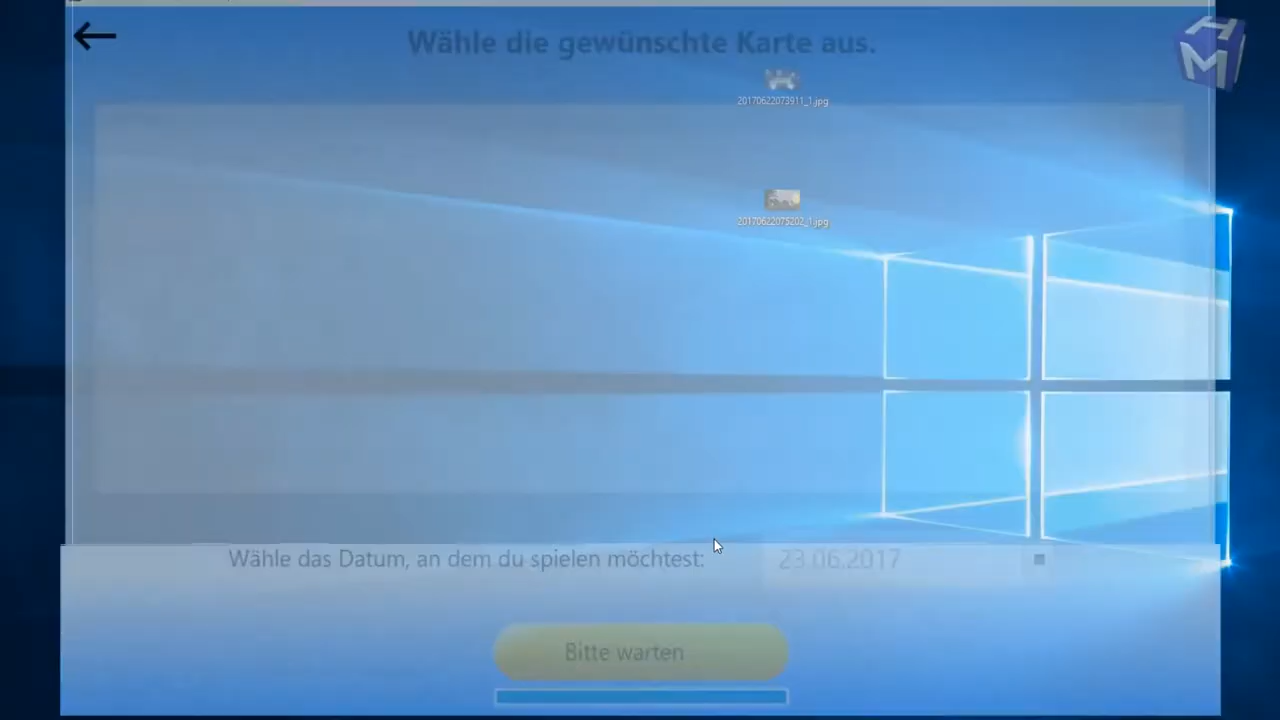 Wähle die gewünschte Karte aus.
20170622073911_1.jpg
20170622075202_1.jpg
Wähle das Datum, an dem du spielen möchtest:
23.06.2017
Bitte warten
HM